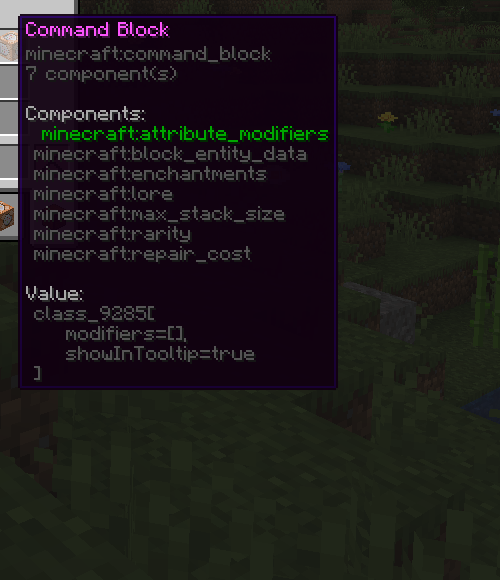 Command Block
minecraft:command_block
7 component(s)
Components:
minecraft:attribute_modifiers
minecraft:block_entity_data
minecraft:enchantments
minecraft:lore
minecraft:max_stack_size
minecraft:rarity
minecraft:repair_cost
Value:
class_9285[
modifiers=[],
showInTooltip=true
]